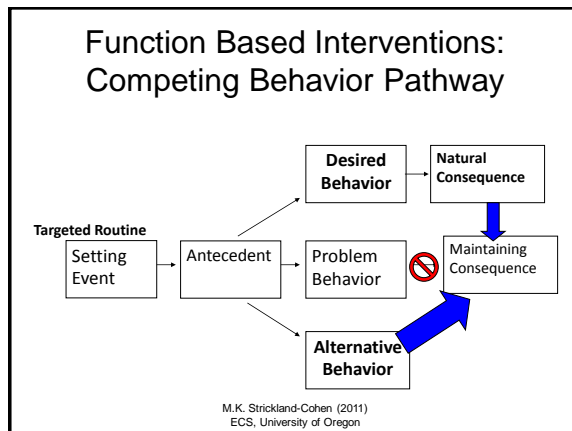 Function Based Interventions:
Competing Behavior Pathway
Desired
Behavior
Natural
Consequence
Targeted Routine
Setting
Event
Antecedent
Problem
Behavior
Maintaining
Consequence
Alternative
Behavior
M.K. Strickland-Cohen (2011)
ECS, University of Oregon